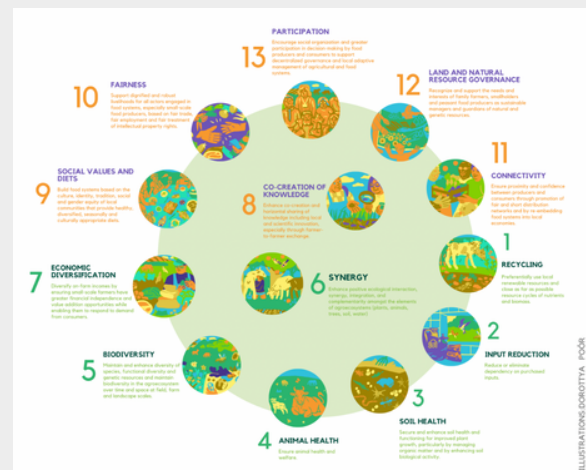 13
PARTICIPATION
Encourage social organization and greater
participation in decision-making by food
producers and consumers to support
decentralized governance and local adaptive
management of agricultural and food
systems.
12
LAND AND NATURAL
RESOURCE GOVERNANCE
Recognize and support the needs and
interests of family farmers, smallholders
and peasant food producers as sustainable
managers and guardians of natural and
genetic resources.
10
FAIRNESS
Support dignified and robust
livelihoods for all actors engaged in
food systems, especially small-scale
food producers, based on fair trade,
fair employment and fair treatment
of intellectual property rights.
11
CONNECTIVITY
Ensure proximity and confidence
between producers and
consumers through promotion of
fair and short distribution
networks and by re-embedding
food systems into local
economies.
9
SOCIAL VALUES AND
DIETS
Build food systems based on the
culture, identity, tradition, social
and gender equity of local
communities that provide healthy,
diversified, seasonally and
culturally appropriate diets.
8
CO-CREATION OF
KNOWLEDGE
Enhance co-creation and
horizontal sharing of
knowledge including local
and scientific innovation,
especially through farmer-
to-farmer exchange.
1
RECYCLING
Preferentially use local
renewable resources and
close as far as possible
resource cycles of nutrients
and biomass.
7
ECONOMIC
DIVERSIFICATION
Diversify on-farm incomes by
ensuring small-scale farmers have
greater financial independence and
value addition opportunities while
enabling them to respond to demand
from consumers.
6
SYNERGY
Enhance positive ecological interaction,
synergy, integration, and
complementarity amongst the elements
of agroecosystems (plants, animals,
trees, soil, water)
2
INPUT REDUCTION
Reduce or eliminate
dependency on purchased
inputs.
5
BIODIVERSITY
Maintain and enhance diversity of
species, functional diversity and
genetic resources and maintain
biodiversity in the agroecosystem
over time and space at field, farm
and landscape scales.
3
SOIL HEALTH
Secure and enhance soil health and
functioning for improved plant
growth, particularly by managing
organic matter and by enhancing soil
biological activity.
4
ANIMAL HEALTH
Ensure animal health and
welfare.
ILLUSTRATIONS:DOROTTYA POÓR